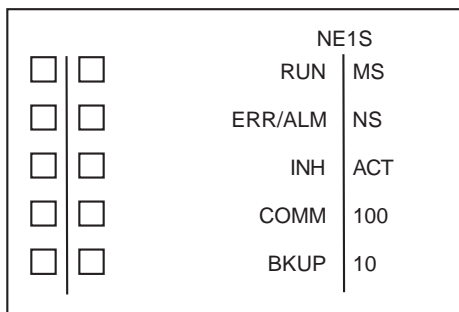 NE1S
RUN MS
ERR/ALM NS
INH ACT
COMM 100
BKUP 10